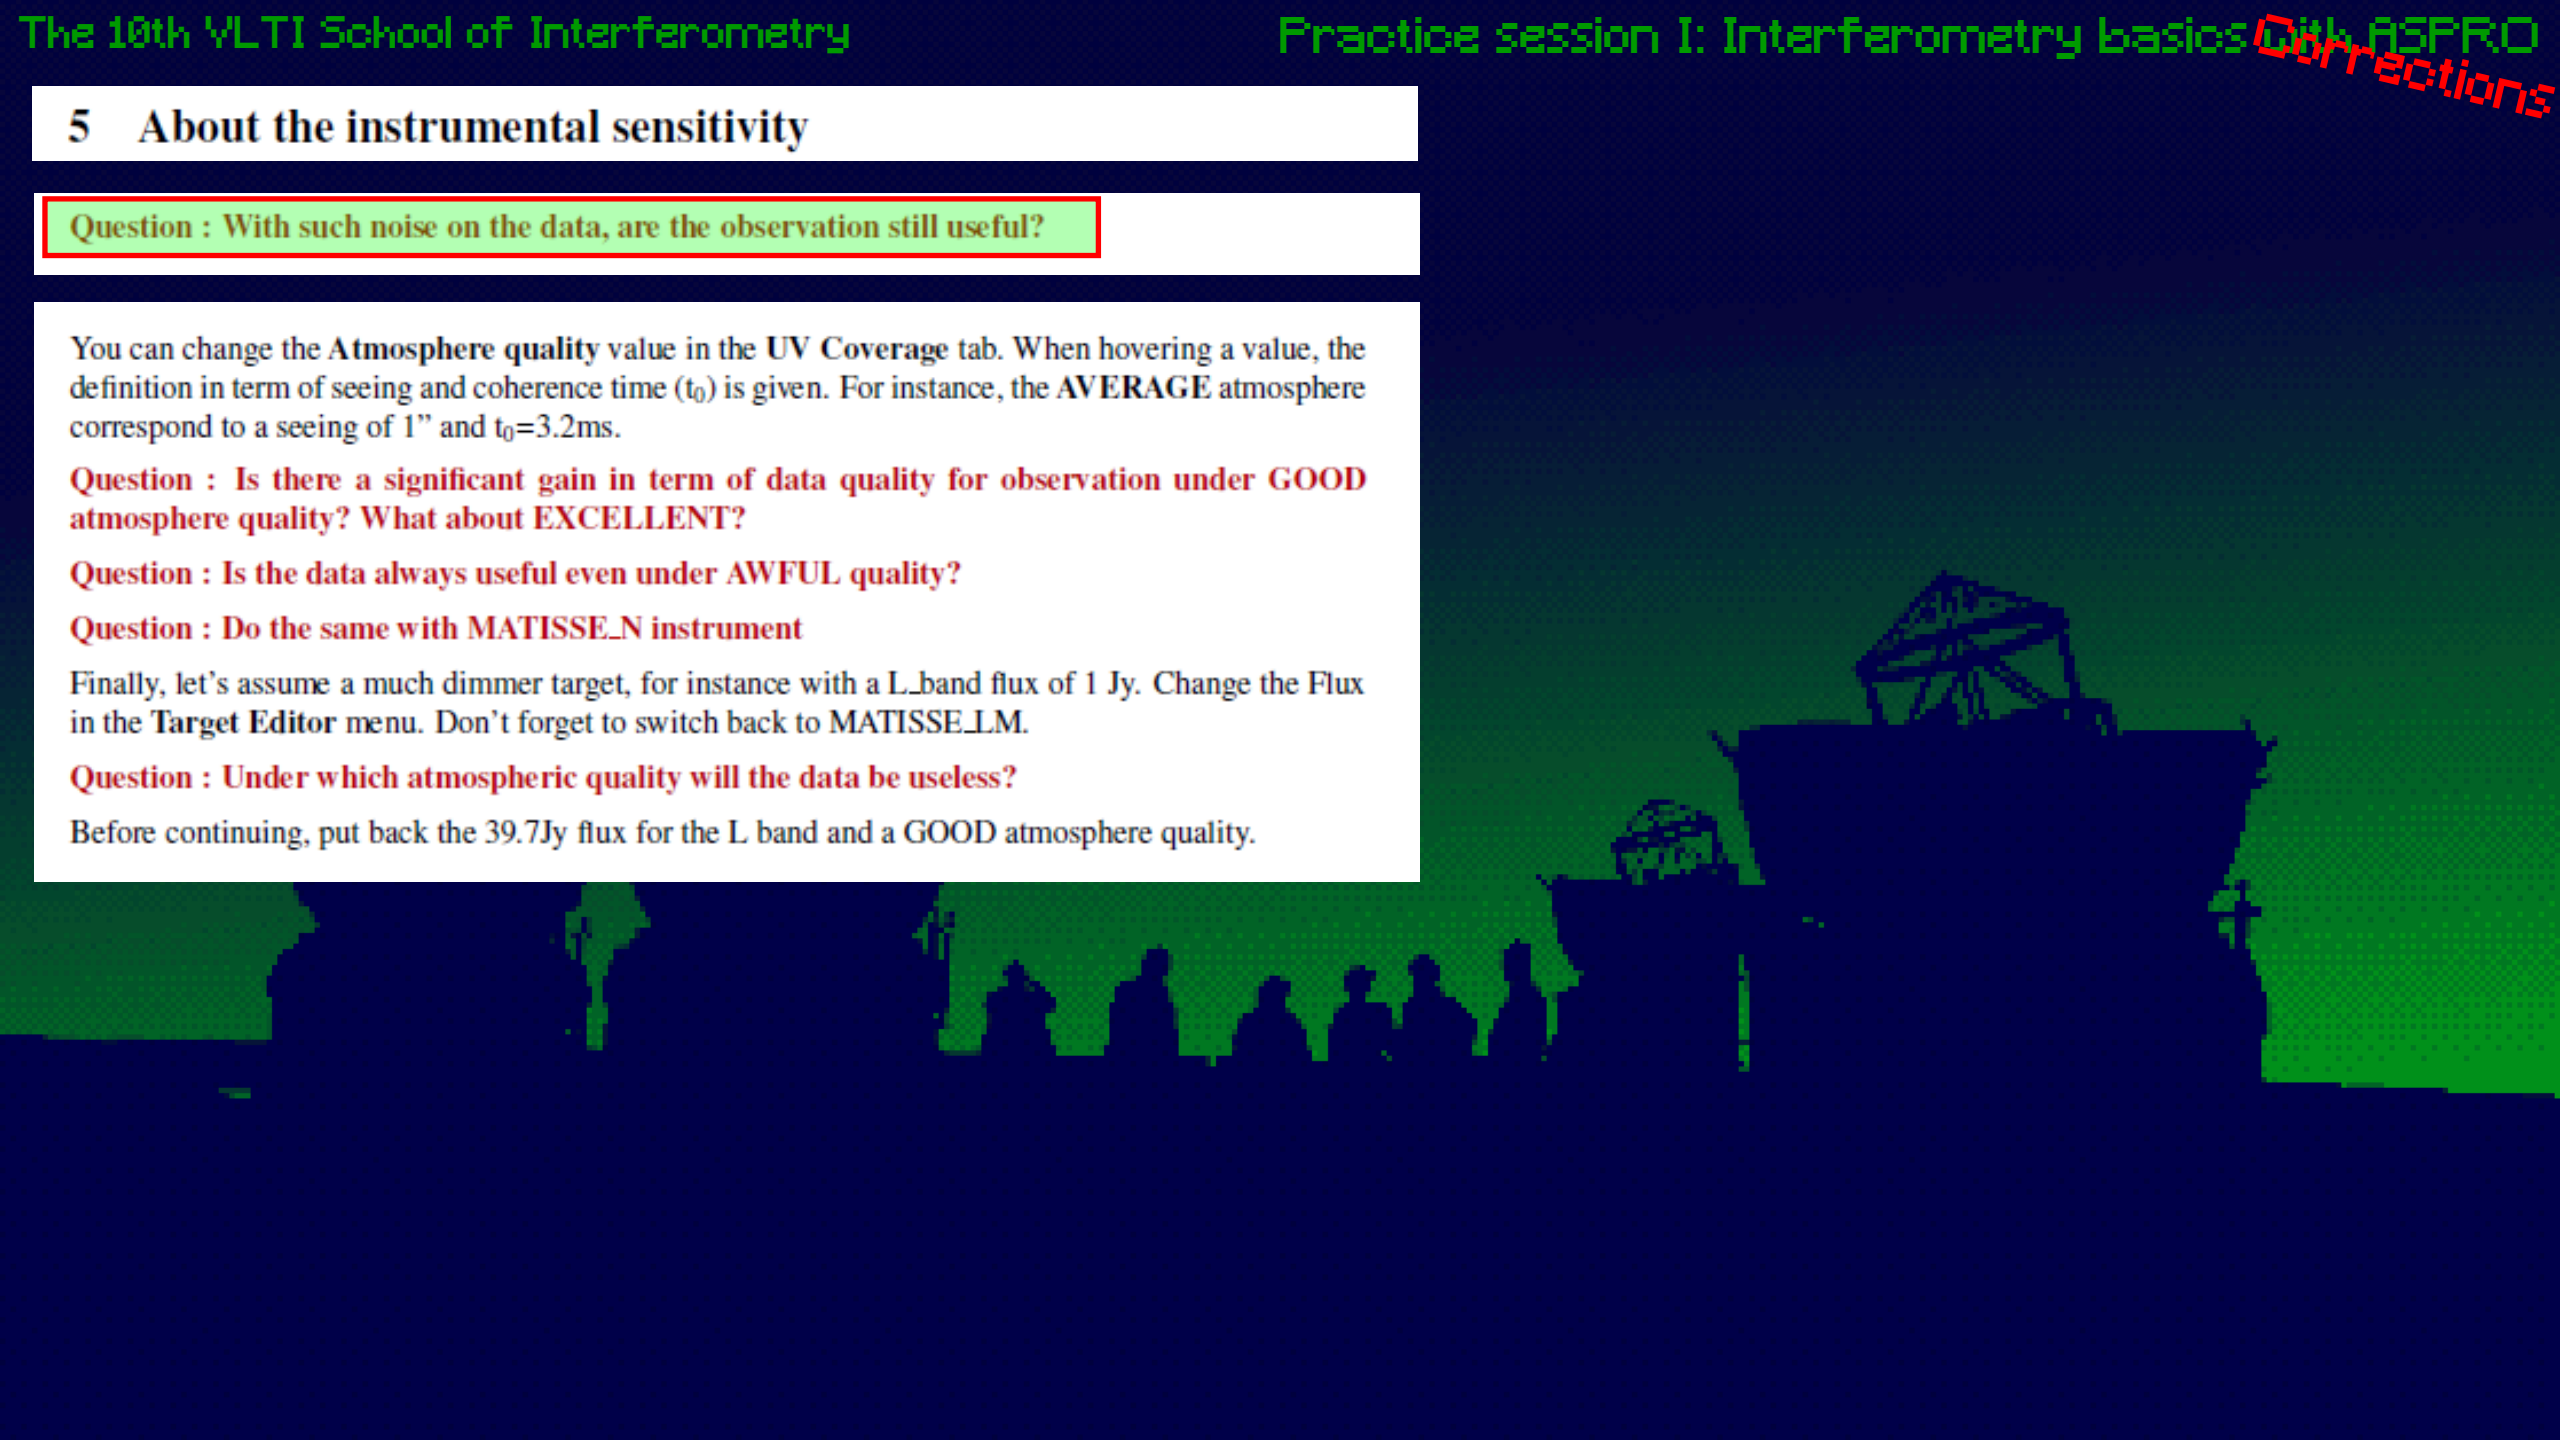 The 10th VLTI School of Interferometry
Practice session I: Interferometry basics with ASPRO
Corrections
5 About the instrumental sensitivity
Question : With such noise on the data, are the observation still useful?
You can change the Atmosphere quality value in the UV Coverage tab. When hovering a value, the
definition in term of seeing and coherence time (t0) is given. For instance, the AVERAGE atmosphere
correspond to a seeing of 1” and t0=3.2ms.
Question : Is there a significant gain in term of data quality for observation under GOOD
atmosphere quality? What about EXCELLENT?
Question : Is the data always useful even under AWFUL quality?
Question : Do the same with MATISSE_N instrument
Finally, let’s assume a much dimmer target, for instance with a L_band flux of 1 Jy. Change the Flux
in the Target Editor menu. Don’t forget to switch back to MATISSE_LM.
Question : Under which atmospheric quality will the data be useless?
Before continuing, put back the 39.7Jy flux for the L band and a GOOD atmosphere quality.